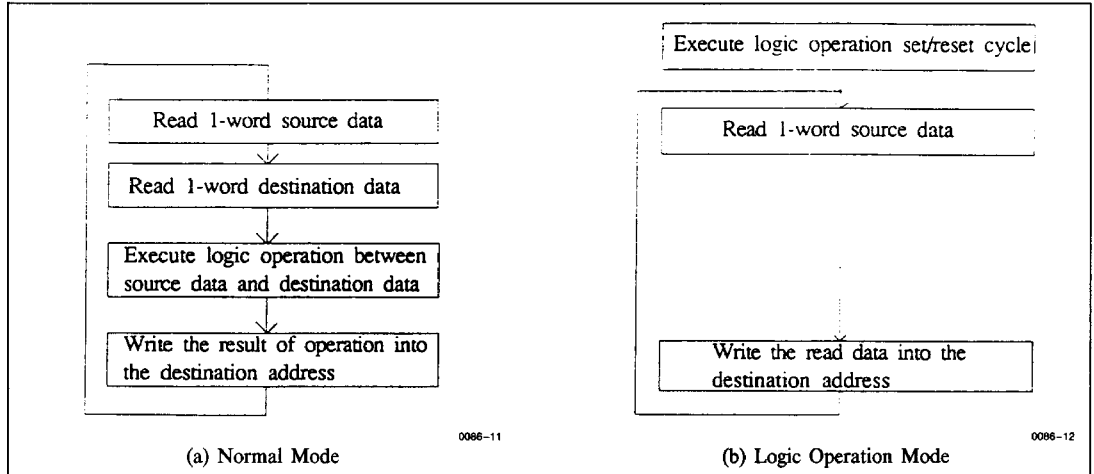 Read 1-word source data
Read 1-word destination data
Execute logic operation between
source data and destination data
Write the result of operation into
the destination address
0086-11
(a) Normal Mode
Execute logic operation set/reset cycle
Read 1-word source data
Write the read data into the
destination address
0086-12
(b) Logic Operation Mode